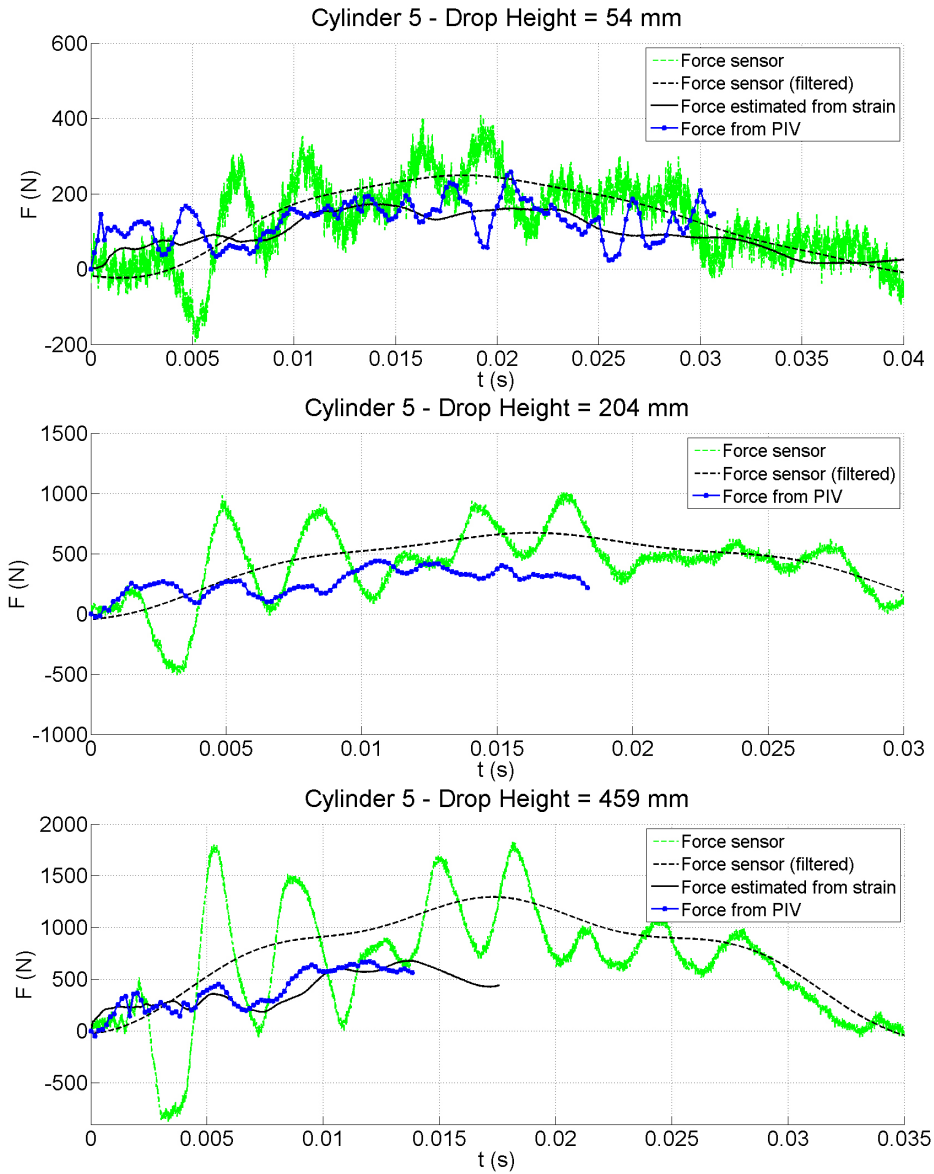 Cylinder 5 - Drop Height = 54 mm
600
400
200
0
-200
F (N)
Force sensor
Force sensor (filtered)
Force estimated from strain
Force from PIV
0 0.005 0.01 0.015 0.02 0.025 0.03 0.035 0.04
t (s)
Cylinder 5 - Drop Height = 204 mm
1500
1000
500
0
-500
-1000
F (N)
Force sensor
Force sensor (filtered)
Force from PIV
0 0.005 0.01 0.015 0.02 0.025 0.03
t (s)
Cylinder 5 - Drop Height = 459 mm
2000
1500
1000
500
0
-500
F (N)
Force sensor
Force sensor (filtered)
Force estimated from strain
Force from PIV
0 0.005 0.01 0.015 0.02 0.025 0.03 0.035
t (s)